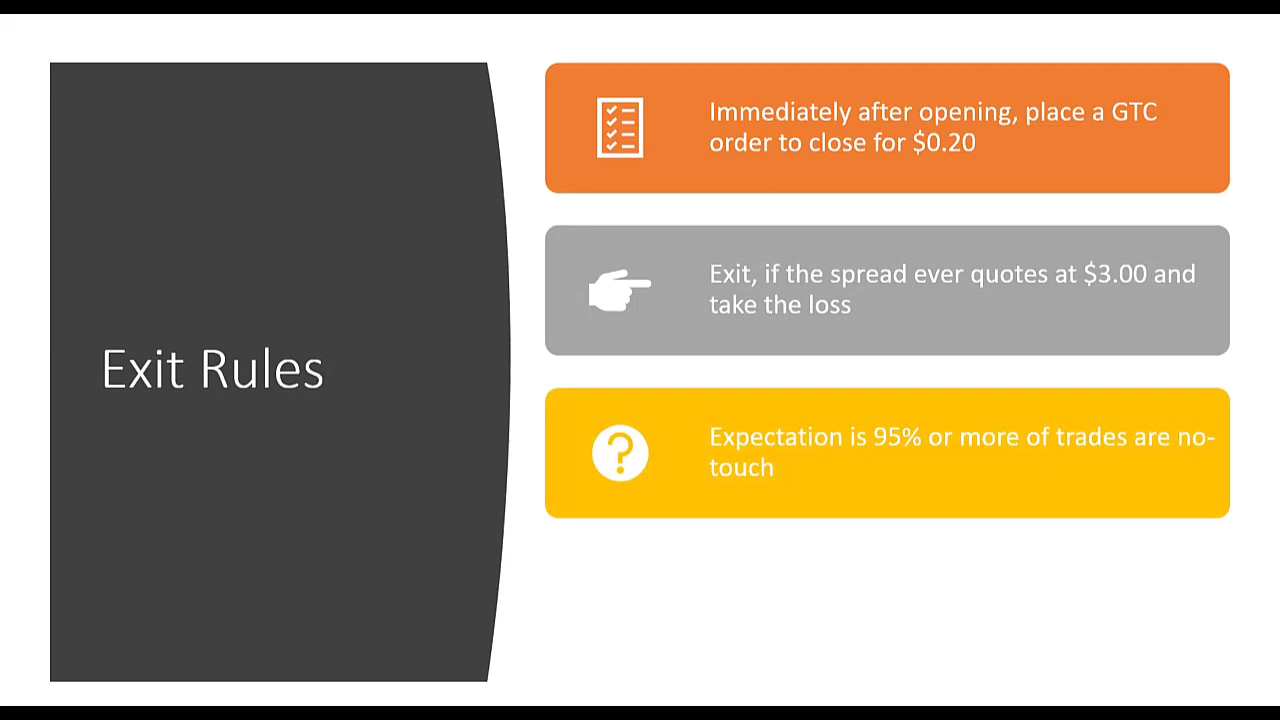 Exit Rules
Immediately after opening, place a GTC
order to close for $0.20
Exit, if the spread ever quotes at $3.00 and
take the loss
Expectation is 95% or more of trades are no-
touch